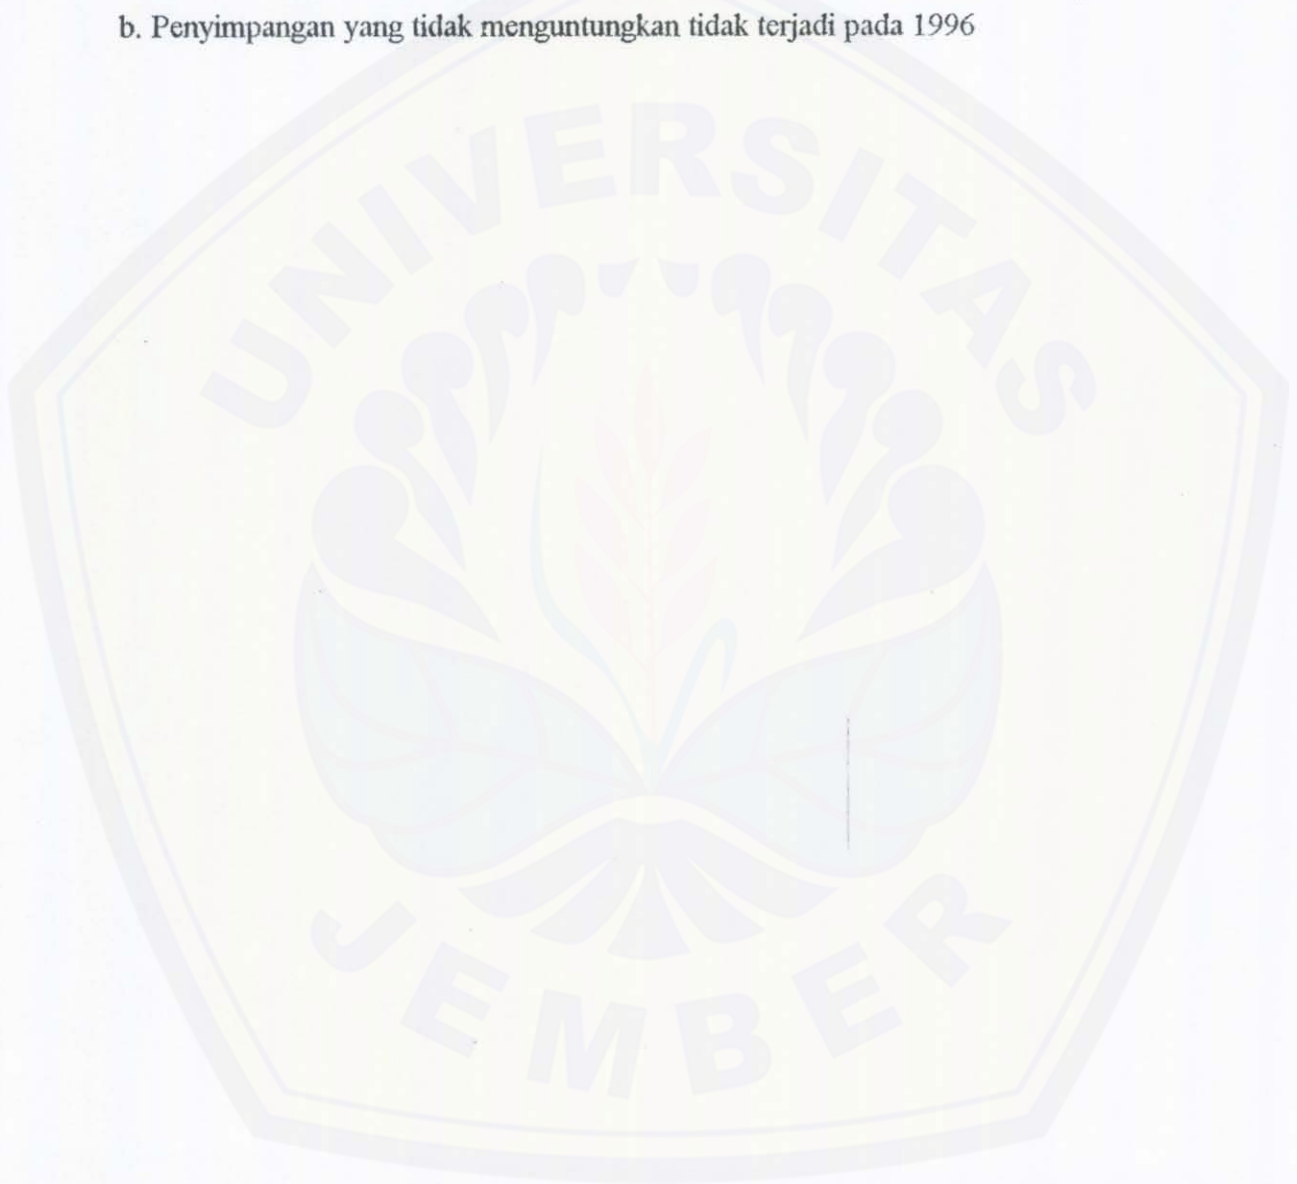 b. Penyimpangan yang tidak menguntungkan tidak terjadi pada 1996
UNIVERSITAS
JEMBER